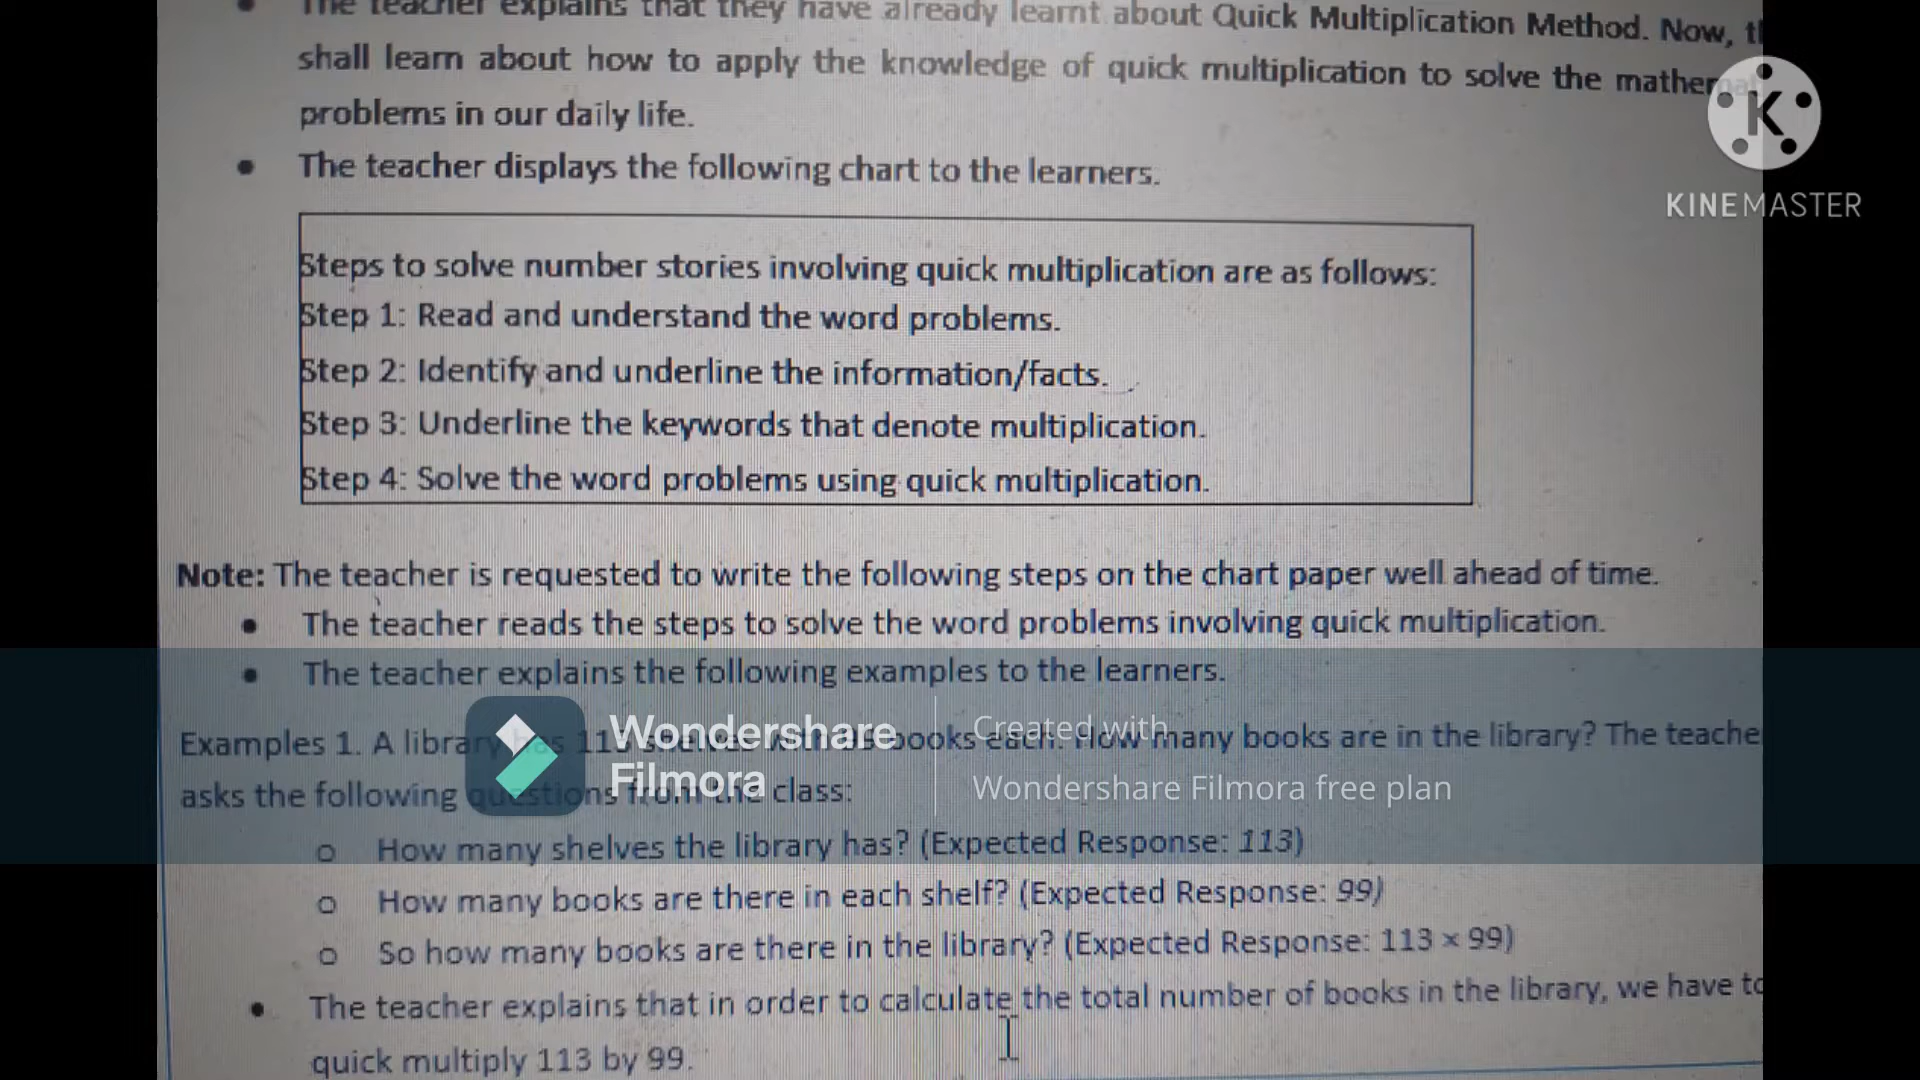 The teacher explains that they have already learnt about Quick Multiplication Method. Now,
shall learn about how to apply the knowledge of quick multiplication to solve the
problems in our daily life.
The teacher displays the following chart to the learners.
KINEMASTER
Steps to solve number stories involving quick multiplication are as follows:
Step 1: Read and understand the word problems.
Step 2: Identify and underline the information/facts.
Step 3: Underline the keywords that denote multiplication.
Step 4: Solve the word problems using quick multiplication.
Note: The teacher is requested to write the following steps on the chart paper well ahead of time.
• The teacher reads the steps to solve the word problems involving quick multiplication.
• The teacher explains the following examples to the learners.
Examples 1. A library has books each. How many books are in the library? The
asks the following questions from the class:
Wondershare Filmora
Created with
Wondershare Filmora free plan
o How many shelves the library has? (Expected Response: 113)
o How many books are there in each shelf? (Expected Response: 99)
o So how many books are there in the library? (Expected Response: 113 × 99)
• The teacher explains that in order to calculate the total number of books in the library, we have to
quick multiply 113 by 99.